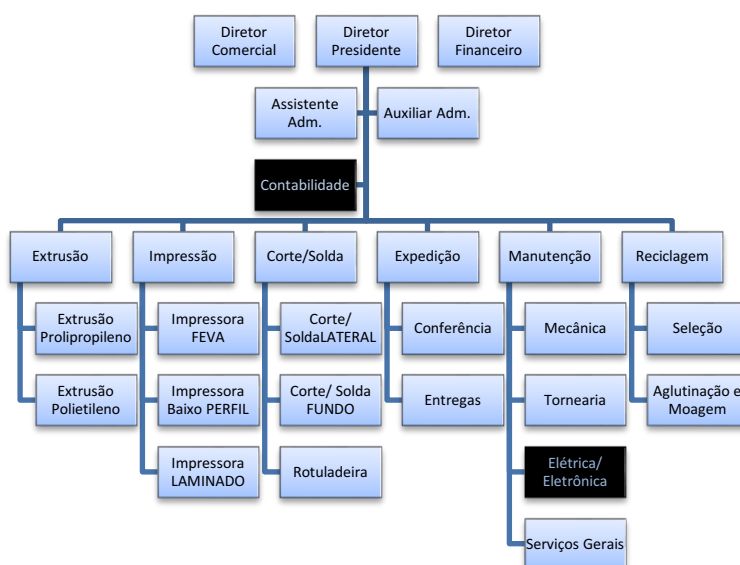 Diretor
Comercial
Diretor
Presidente
Diretor
Financeiro
Assistente
Adm.
Auxiliar Adm.
Contabilidade
Extrusão
Impressão
Corte/Solda
Expedição
Manutenção
Reciclagem
Extrusão
Prolipropileno
Impressora
FEVA
Corte/
SoldaLATERAL
Conferência
Mecânica
Seleção
Extrusão
Polietileno
Impressora
Baixo PERFIL
Corte/ Solda
FUNDO
Entregas
Tornearia
Aglutinação e
Moagem
Impressora
LAMINADO
Rotuladeira
Elétrica/
Eletrônica
Serviços Gerais